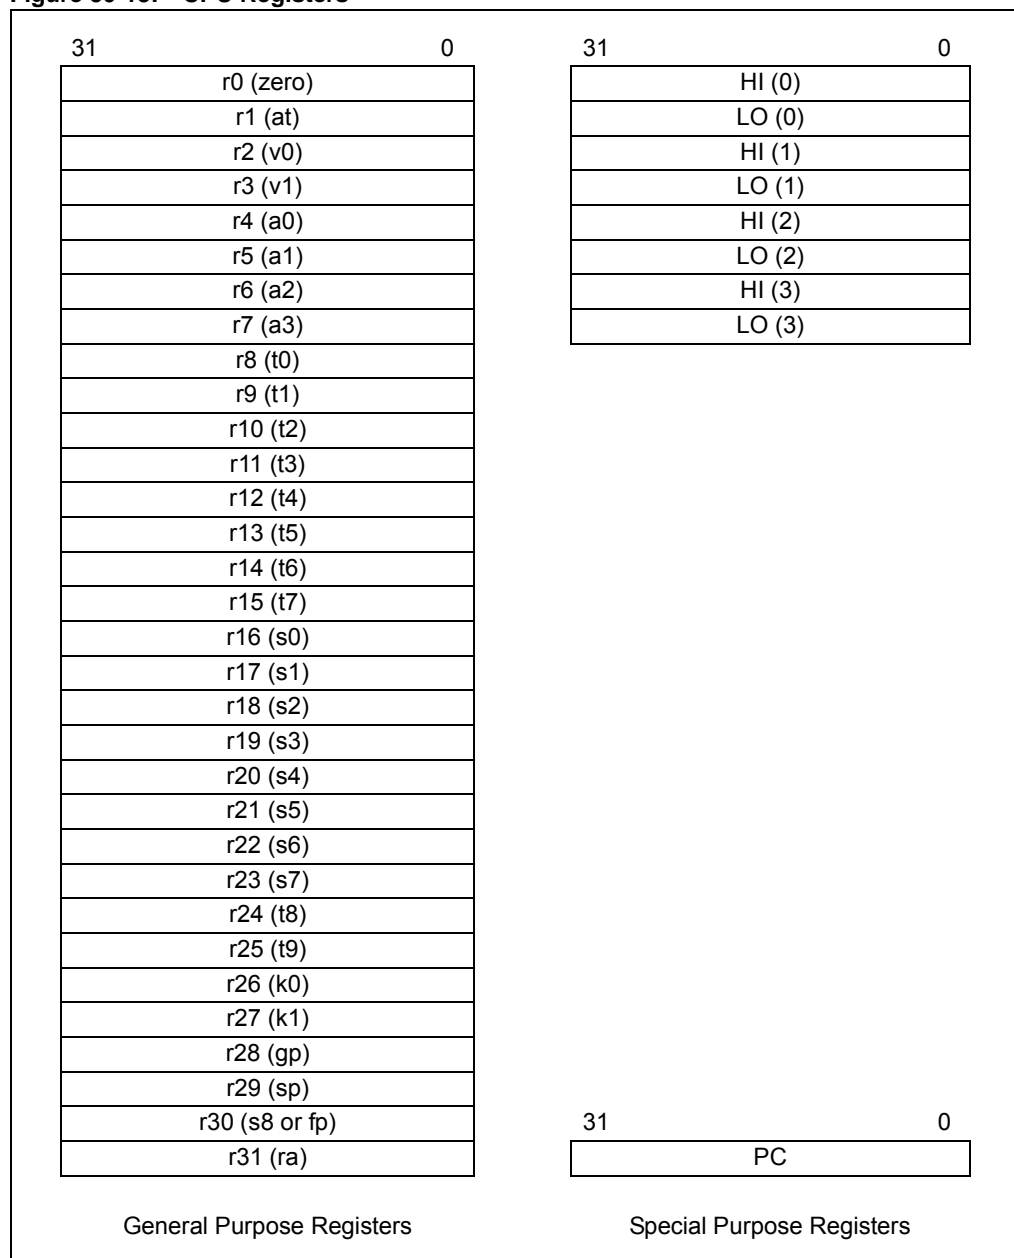 31 0
r0 (zero)
r1 (at)
r2 (v0)
r3 (v1)
r4 (a0)
r5 (a1)
r6 (a2)
r7 (a3)
r8 (t0)
r9 (t1)
r10 (t2)
r11 (t3)
r12 (t4)
r13 (t5)
r14 (t6)
r15 (t7)
r16 (s0)
r17 (s1)
r18 (s2)
r19 (s3)
r20 (s4)
r21 (s5)
r22 (s6)
r23 (s7)
r24 (t8)
r25 (t9)
r26 (k0)
r27 (k1)
r28 (gp)
r29 (sp)
r30 (s8 or fp)
r31 (ra)
General Purpose Registers
31 0
HI (0)
LO (0)
HI (1)
LO (1)
HI (2)
LO (2)
HI (3)
LO (3)
31 0
PC
Special Purpose Registers